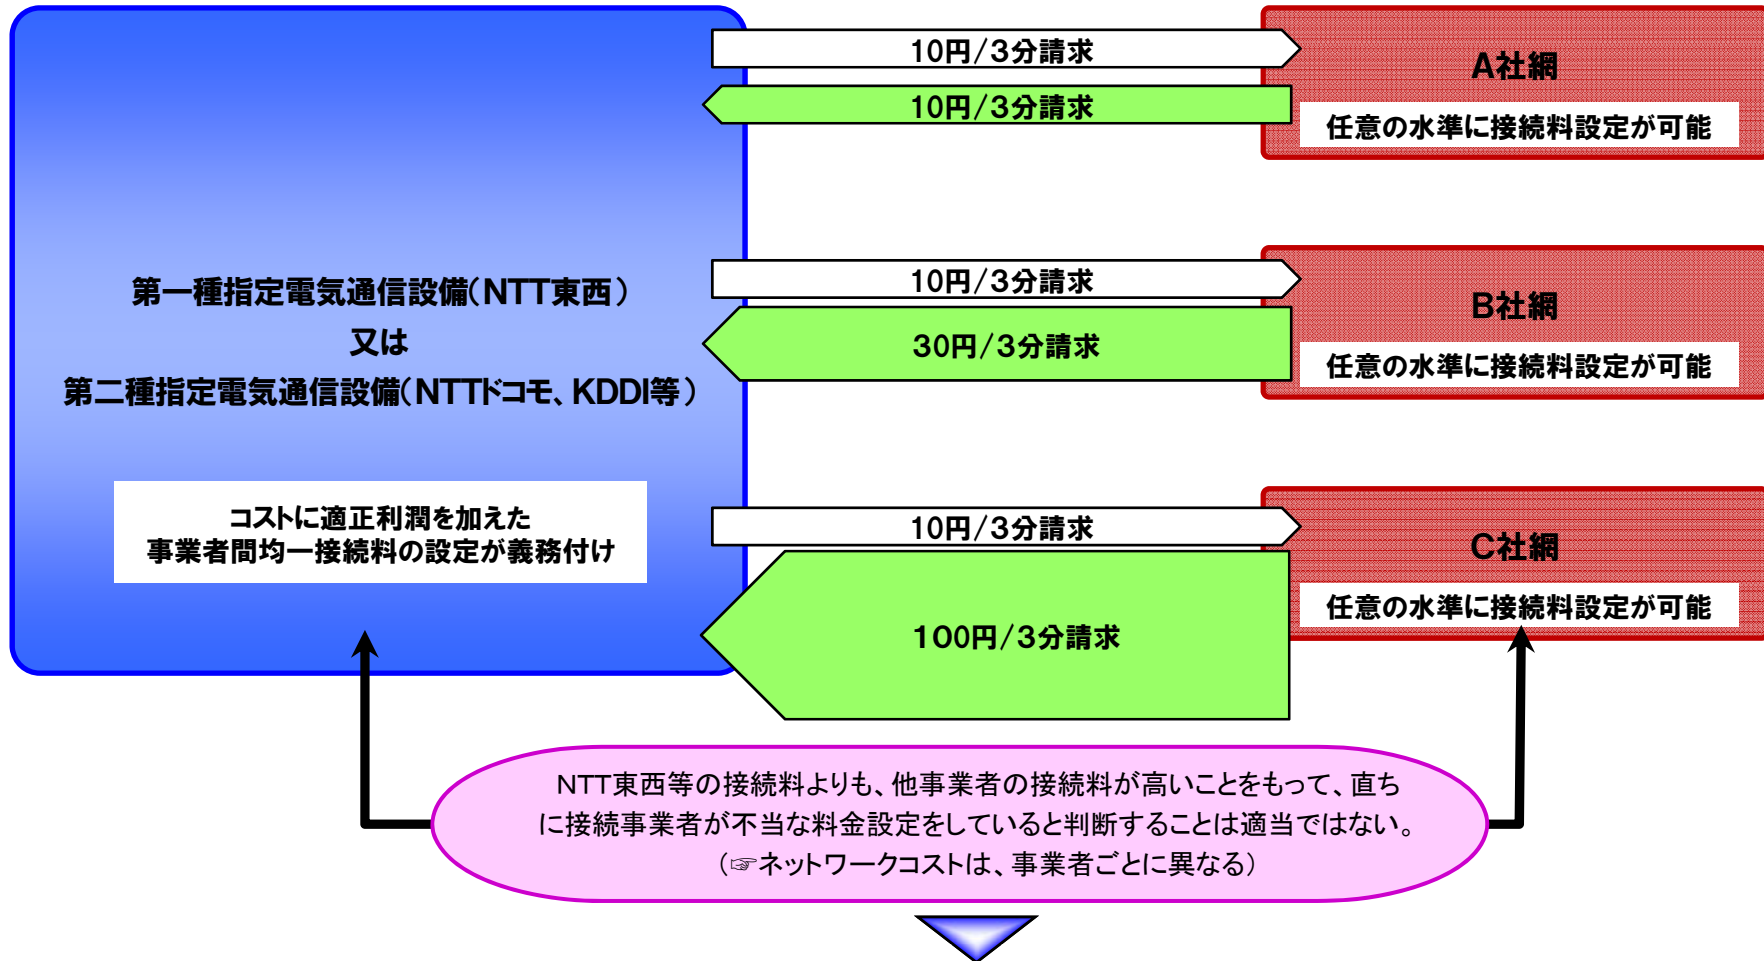 第一種指定電気通信設備(NTT東西)
又は
第二種指定電気通信設備(NTTドコモ、KDDI等)
コストに適正利潤を加えた
事業者間均一接続料の設定が義務付け
10円/3分請求
10円/3分請求
A社網
任意の水準に接続料設定が可能
10円/3分請求
30円/3分請求
B社網
任意の水準に接続料設定が可能
10円/3分請求
100円/3分請求
C社網
任意の水準に接続料設定が可能
NTT東西等の接続料よりも、他事業者の接続料が高いことをもって、直ち
に接続事業者が不当な料金設定をしていると判断することは適当ではない。
(☞ネットワークコストは、事業者ごとに異なる)